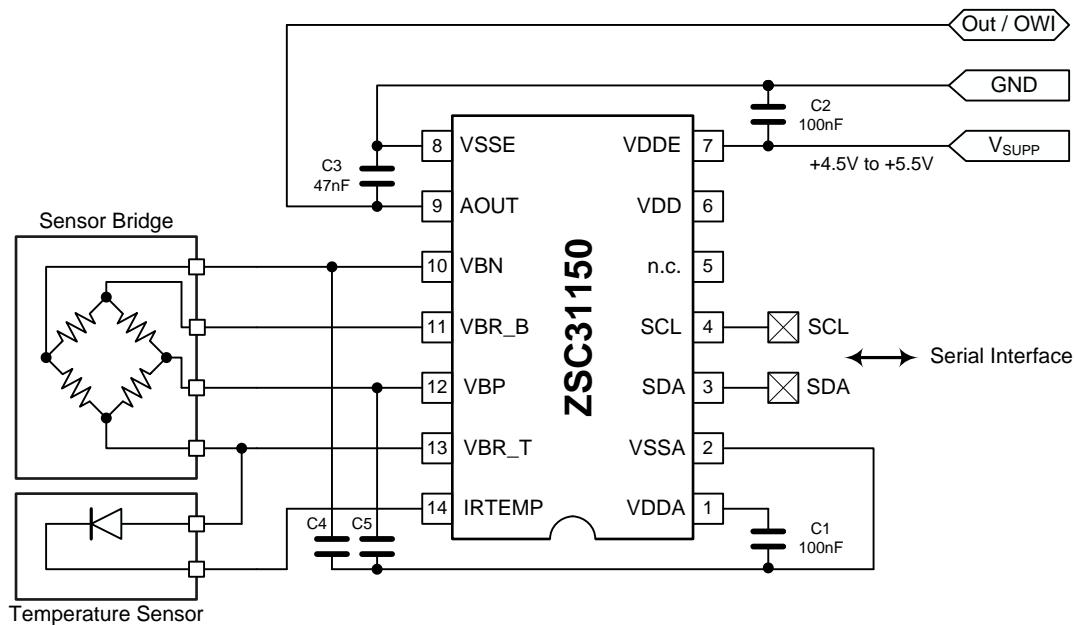 Out / OWI
GND
C2
100nF
V_SUPP
+4.5V to +5.5V
C3
47nF
8 VSSE
VDDE 7
9 AOUT
VDD 6
Sensor Bridge
10 VBN
n.c. 5
ZSC31150
11 VBR_B
SCL 4
SCL
Serial Interface
12 VBP
SDA 3
SDA
13 VBR_T
VSSA 2
14 IRTEMP
VDDA 1
C4
C5
C1
100nF
Temperature Sensor